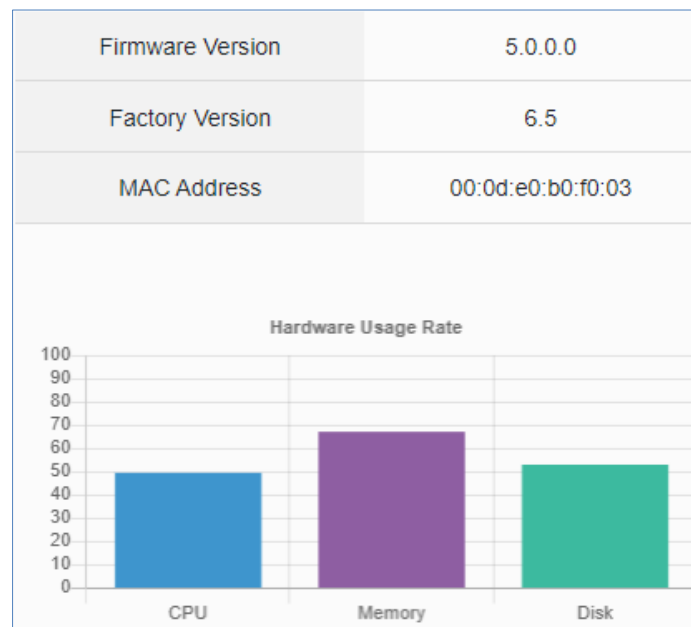 Firmware Version 5.0.0.0
Factory Version 6.5
MAC Address 00:0d:e0:b0:f0:03
Hardware Usage Rate
100
90
80
70
60
50
40
30
20
10
0
CPU Memory Disk